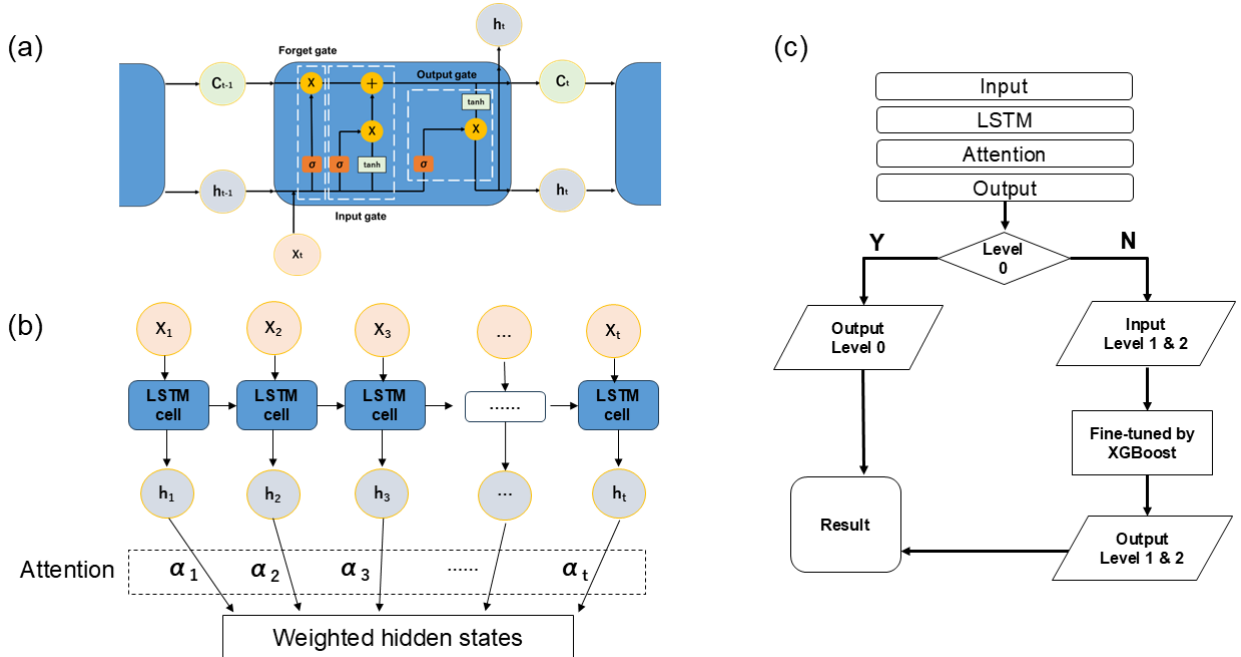 (a)
hₜ
Forget gate
Cₜ₋₁
X
+
Output gate
Cₜ
tanh
X
X
σ
σ
tanh
σ
hₜ₋₁
hₜ
Input gate
Xₜ
(b)
X₁
X₂
X₃
...
Xₜ
LSTM
cell
LSTM
cell
LSTM
cell
......
LSTM
cell
h₁
h₂
h₃
...
hₜ
Attention
α₁
α₂
α₃
......
αₜ
Weighted hidden states
(c)
Input
LSTM
Attention
Output
Y
N
Level
0
Output
Level 0
Input
Level 1 & 2
Fine-tuned by
XGBoost
Result
Output
Level 1 & 2